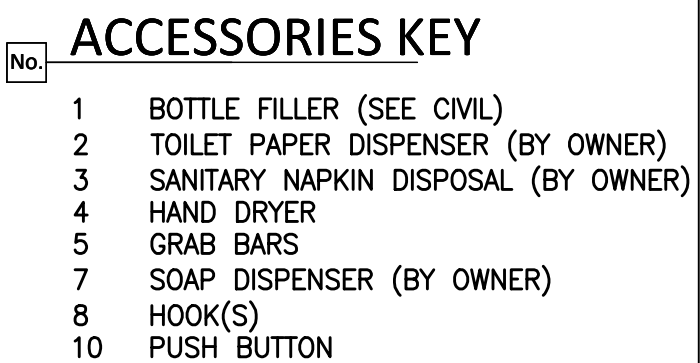 ACCESSORIES KEY
No.
1 BOTTLE FILLER (SEE CIVIL)
2 TOILET PAPER DISPENSER (BY OWNER)
3 SANITARY NAPKIN DISPOSAL (BY OWNER)
4 HAND DRYER
5 GRAB BARS
7 SOAP DISPENSER (BY OWNER)
8 HOOK(S)
10 PUSH BUTTON